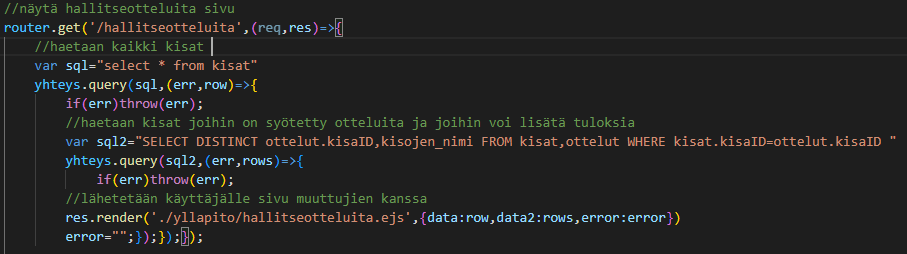 //näytä hallitseotteluita sivu
router.get('/hallitseotteluita',(req,res)=>{
//haetaan kaikki kisat
var sql="select * from kisat"
yhteys.query(sql,(err,row)=>{
if(err)throw(err);
//haetaan kisat joihin on syötetty otteluita ja joihin voi lisätä tuloksia
var sql2="SELECT DISTINCT ottelut.kisaID,kisojen_nimi FROM kisat,ottelut WHERE kisat.kisaID=ottelut.kisaID "
yhteys.query(sql2,(err,rows)=>{
if(err)throw(err);
//lähetetään käyttäjälle sivu muuttujien kanssa
res.render('./yllapito/hallitseotteluita.ejs',{data:row,data2:rows,error:error})
error="";});});});